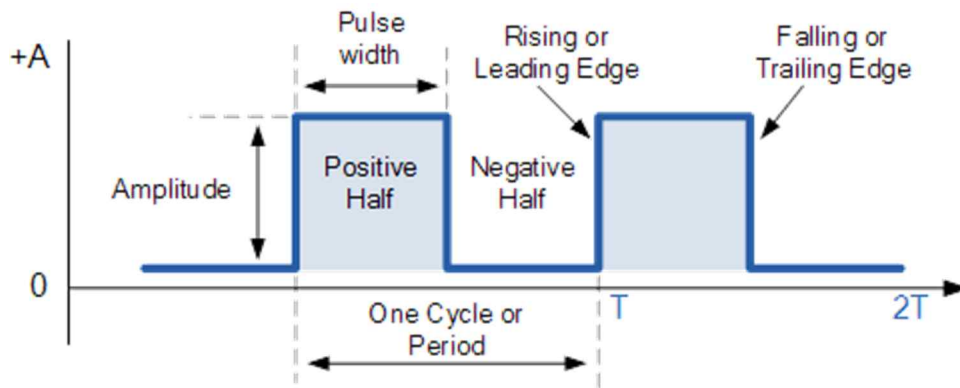 Pulse
width
+A
Rising or
Leading Edge
Falling or
Trailing Edge
Amplitude
Positive
Half
Negative
Half
0
T
2T
One Cycle or
Period